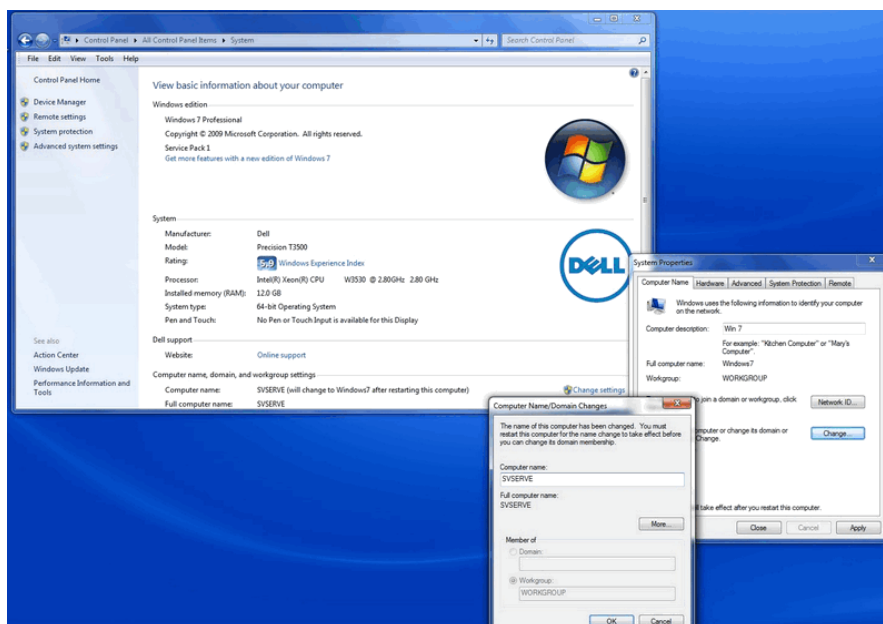 Control Panel ▸ All Control Panel Items ▸ System
Search Control Panel
File Edit View Tools Help
Control Panel Home
Device Manager
Remote settings
System protection
Advanced system settings
See also
Action Center
Windows Update
Performance Information and
Tools
View basic information about your computer
Windows edition
Windows 7 Professional
Copyright © 2009 Microsoft Corporation. All rights reserved.
Service Pack 1
Get more features with a new edition of Windows 7
System
Manufacturer: Dell
Model: Precision T3500
Rating: 5,9 Windows Experience Index
Processor: Intel(R) Xeon(R) CPU W3530 @ 2.80GHz 2.80 GHz
Installed memory (RAM): 12.0 GB
System type: 64-bit Operating System
Pen and Touch: No Pen or Touch Input is available for this Display
DELL
Dell support
Website: Online support
Computer name, domain, and workgroup settings
Computer name: SVSERVE (will change to Windows7 after restarting this computer)
Change settings
Full computer name: SVSERVE
System Properties
Computer Name Hardware Advanced System Protection Remote
Windows uses the following information to identify your computer
on the network.
Computer description: Win 7
For example: "Kitchen Computer" or "Mary's
Computer".
Full computer name: Windows7
Workgroup: WORKGROUP
to join a domain or workgroup, click
Network ID...
computer or change its domain or
Change.
Change...
take effect after you restart this computer.
Close Cancel Apply
Computer Name/Domain Changes
The name of this computer has been changed. You must
restart this computer for the name change to take effect before
you can change its domain membership.
Computer name:
SVSERVE
Full computer name:
SVSERVE
More...
Member of
Domain:
Workgroup:
WORKGROUP
OK Cancel